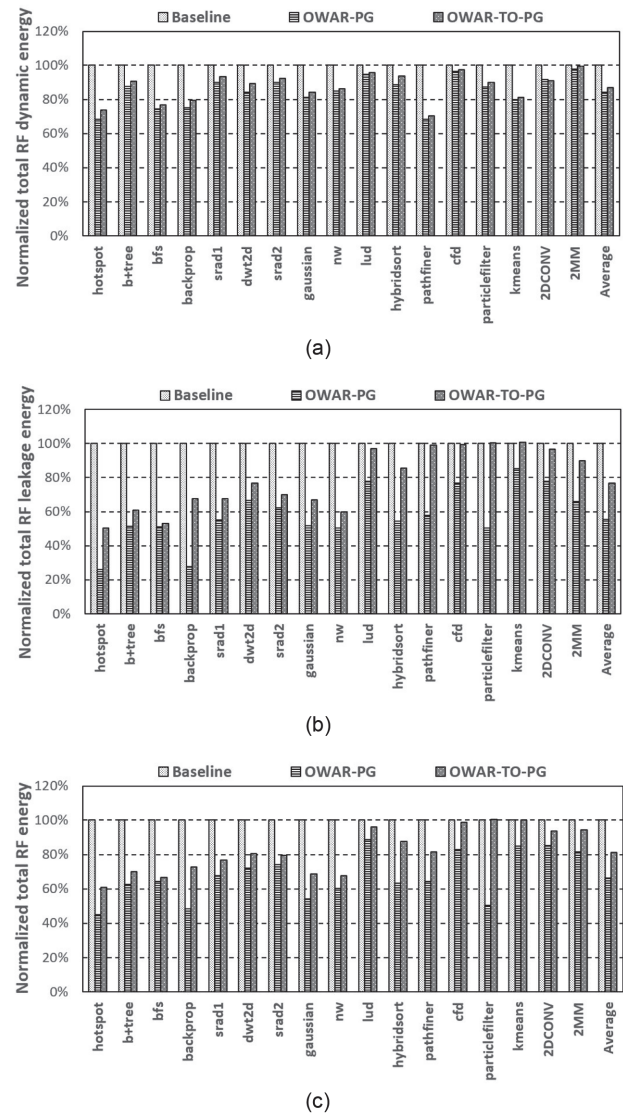 Baseline OWAR-PG OWAR-TO-PG
Normalized total RF dynamic energy
120%
100%
80%
60%
40%
20%
0%
hotspot
b+tree
bfs
backprop
srad1
dwt2d
srad2
gaussian
nw
lud
hybridsort
pathfiner
cfd
particlefilter
kmeans
2DCONV
2MM
Average
(a)
Baseline OWAR-PG OWAR-TO-PG
Normalized total RF leakage energy
120%
100%
80%
60%
40%
20%
0%
hotspot
b+tree
bfs
backprop
srad1
dwt2d
srad2
gaussian
nw
lud
hybridsort
pathfiner
cfd
particlefilter
kmeans
2DCONV
2MM
Average
(b)
Baseline OWAR-PG OWAR-TO-PG
Normalized total RF energy
120%
100%
80%
60%
40%
20%
0%
hotspot
b+tree
bfs
backprop
srad1
dwt2d
srad2
gaussian
nw
lud
hybridsort
pathfiner
cfd
particlefilter
kmeans
2DCONV
2MM
Average
(c)